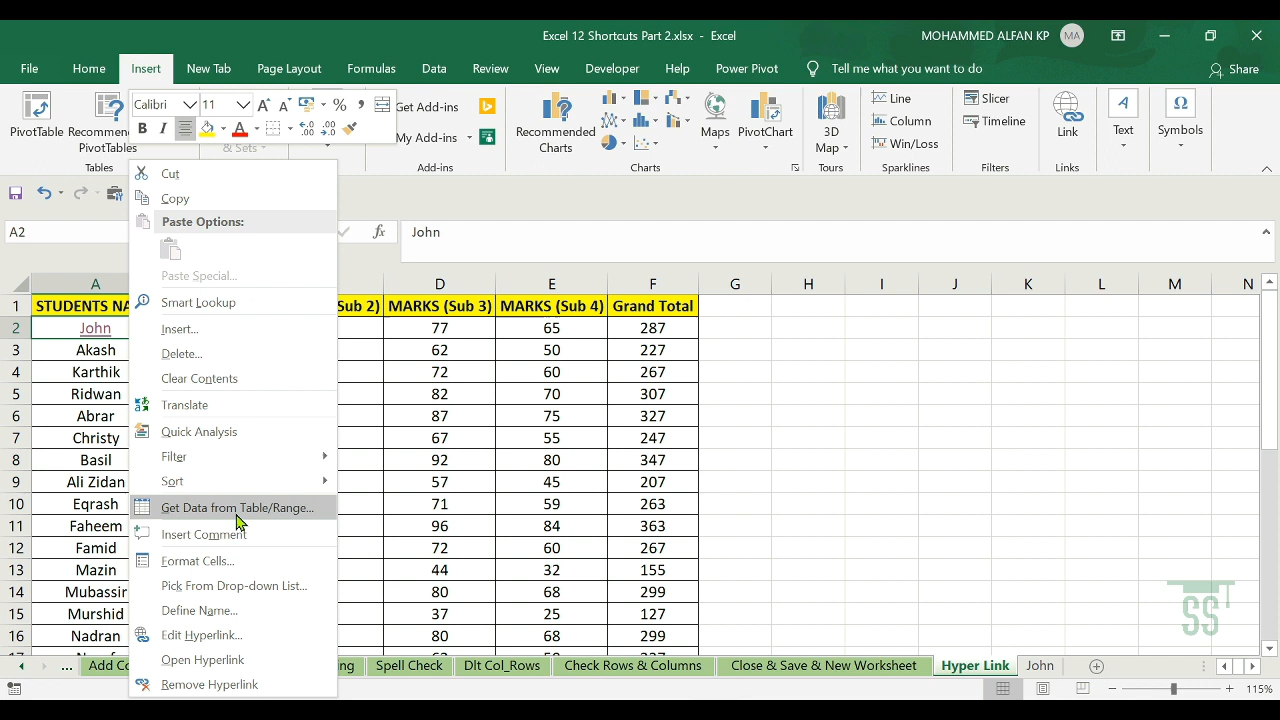 Excel 12 Shortcuts Part 2.xlsx - Excel
MOHAMMED ALFAN KP MA
File Home Insert New Tab Page Layout Formulas Data Review View Developer Help Power Pivot Tell me what you want to do Share
PivotTable
Recommen
PivotTables
Tables
Calibri 11
B I A
& Sets
Get Add-ins
My Add-ins
Add-ins
Recommended
Charts
Maps
PivotChart
Charts
3D
Map
Tours
Line
Column
Win/Loss
Sparklines
Slicer
Timeline
Filters
Link
Links
Text
Symbols
A2
fx
John
Cut
Copy
Paste Options:
Paste Special...
Smart Lookup
Insert...
Delete...
Clear Contents
Translate
Quick Analysis
Filter
Sort
Get Data from Table/Range...
Insert Comment
Format Cells...
Pick From Drop-down List...
Define Name...
Edit Hyperlink...
Open Hyperlink
Remove Hyperlink
A D E F G H I J K L M N
1 STUDENTS NA Sub 2) MARKS (Sub 3) MARKS (Sub 4) Grand Total
2 John 77 65 287
3 Akash 62 50 227
4 Karthik 72 60 267
5 Ridwan 82 70 307
6 Abrar 87 75 327
7 Christy 67 55 247
8 Basil 92 80 347
9 Ali Zidan 57 45 207
10 Eqrash 71 59 263
11 Faheem 96 84 363
12 Famid 72 60 267
13 Mazin 44 32 155
14 Mubassir 80 68 299
15 Murshid 37 25 127
16 Nadran 80 68 299
SS
... Add Co ng Spell Check Dlt Col_Rows Check Rows & Columns Close & Save & New Worksheet Hyper Link John
115%